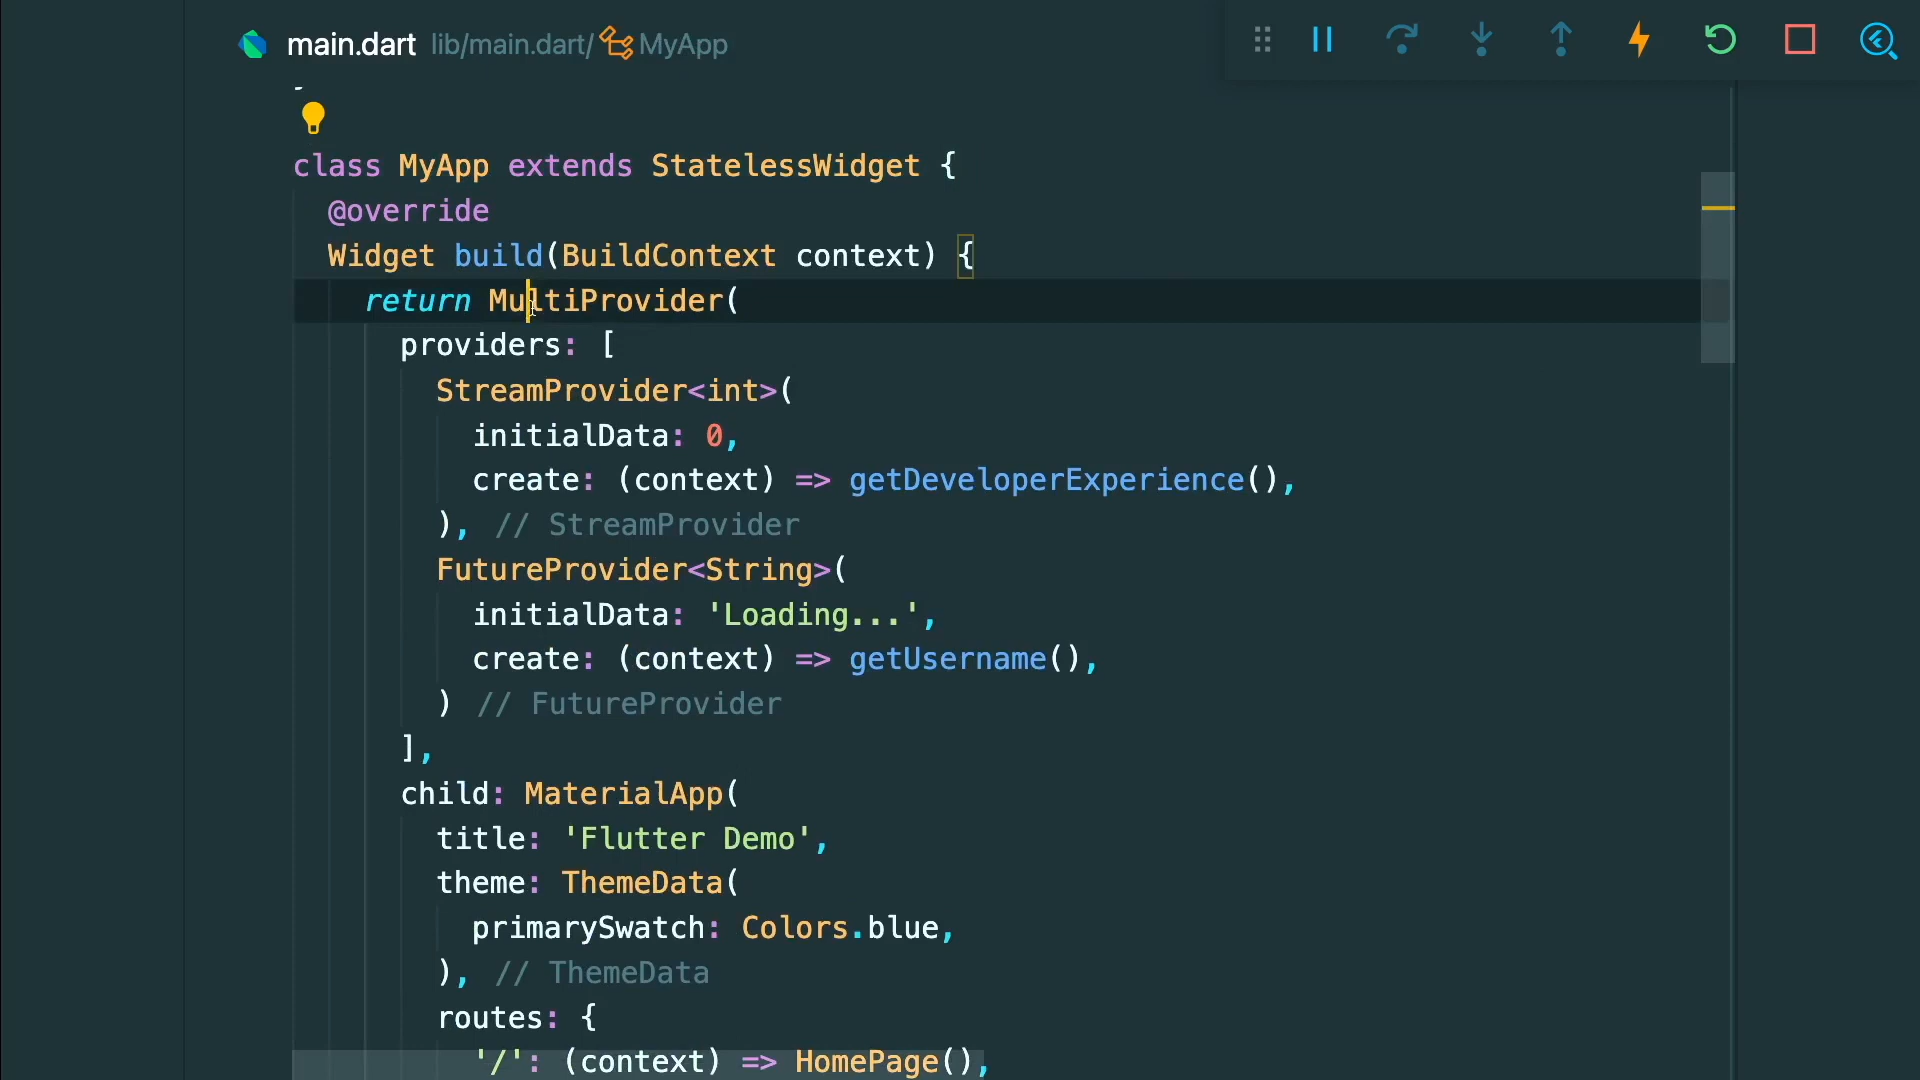 main.dart lib/main.dart/ MyApp
class MyApp extends StatelessWidget {
@override
Widget build(BuildContext context) {
return MultiProvider(
providers: [
StreamProvider<int>(
initialData: 0,
create: (context) => getDeveloperExperience(),
), // StreamProvider
FutureProvider<String>(
initialData: 'Loading...',
create: (context) => getUsername(),
) // FutureProvider
],
child: MaterialApp(
title: 'Flutter Demo',
theme: ThemeData(
primarySwatch: Colors.blue,
), // ThemeData
routes: {
'/': (context) => HomePage(),